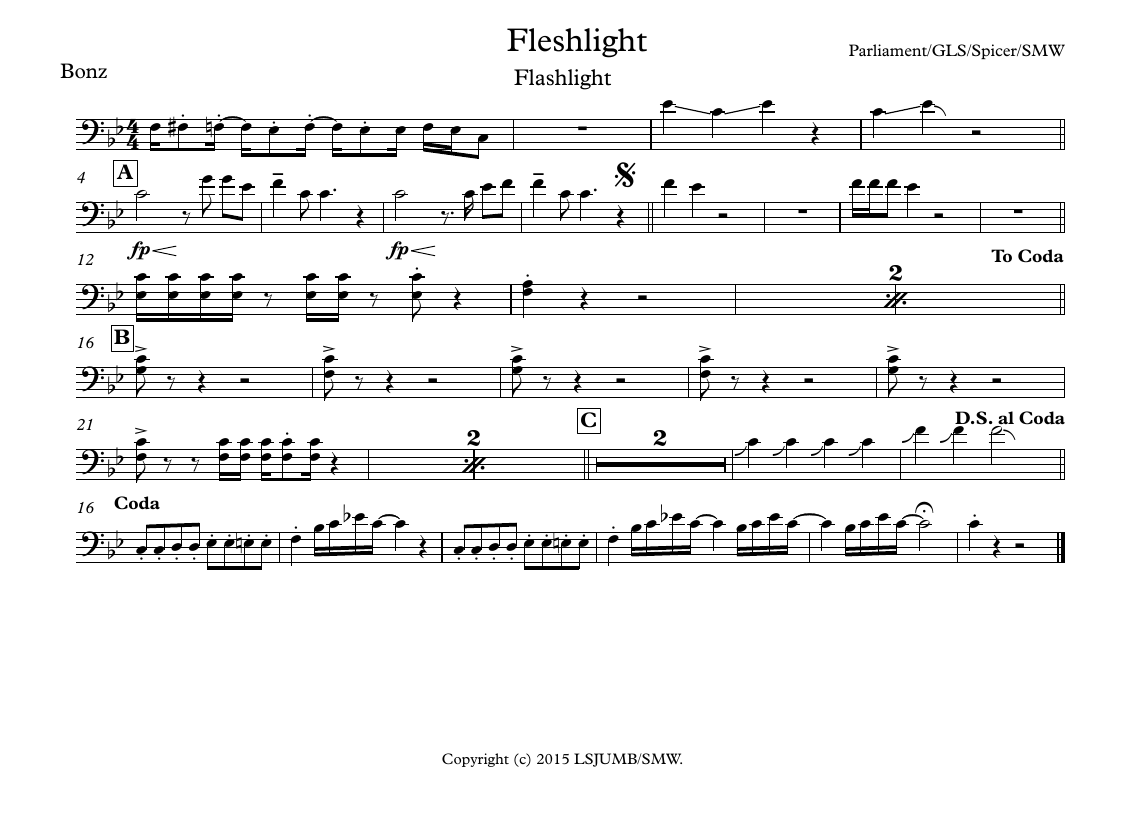 Fleshlight
Parliament/GLS/Spicer/SMW
Bonz
Flashlight
4
4
4
A
fp
fp
12
To Coda
2
16
B
21
2
C
2
D.S. al Coda
16
Coda
Copyright (c) 2015 LSJUMB/SMW.